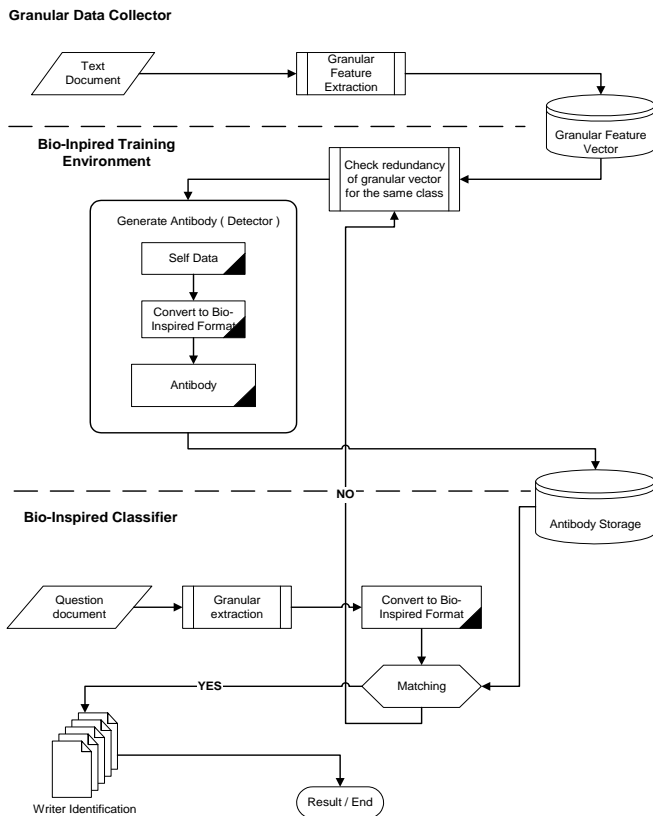 Granular Data Collector
Text
Document
Granular
Feature
Extraction
Granular Feature
Vector
Bio-Inpired Training
Environment
Check redundancy
of granular vector
for the same class
Generate Antibody ( Detector )
Self Data
Convert to Bio-
Inspired Format
Antibody
NO
Antibody Storage
Bio-Inspired Classifier
Question
document
Granular
extraction
Convert to Bio-
Inspired Format
Matching
YES
Writer Identification
Result / End